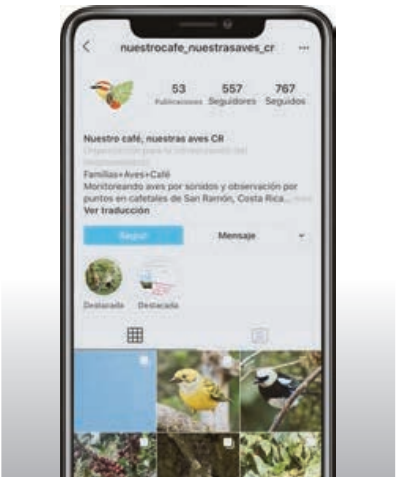 nuestrocafe_nuestrasaves_cr ...
53 557 767
Publicaciones Seguidores Seguidos
Nuestro café, nuestras aves CR
Familias+Aves+Café
Monitoreando aves por sonidos y observación por
puntos en cafetales de San Ramón, Costa Rica...
Ver traducción
Seguir Mensaje
Destacada Destacada